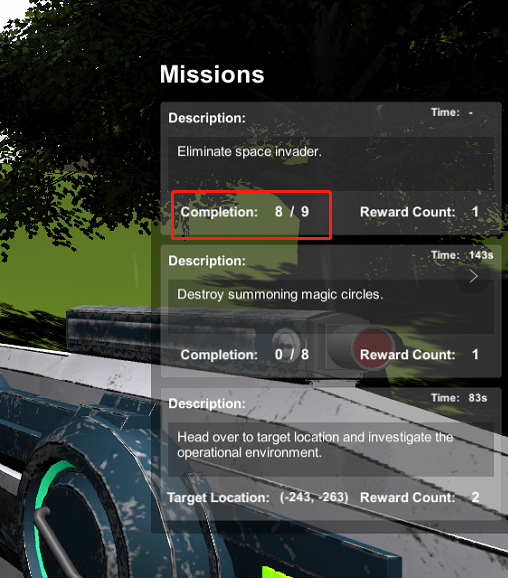 Missions
Description:
Time: -
Eliminate space invader.
Completion: 8 / 9
Reward Count: 1
Description:
Time: 143s
Destroy summoning magic circles.
Completion: 0 / 8
Reward Count: 1
Description:
Time: 83s
Head over to target location and investigate the
operational environment.
Target Location: (-243, -263)
Reward Count: 2